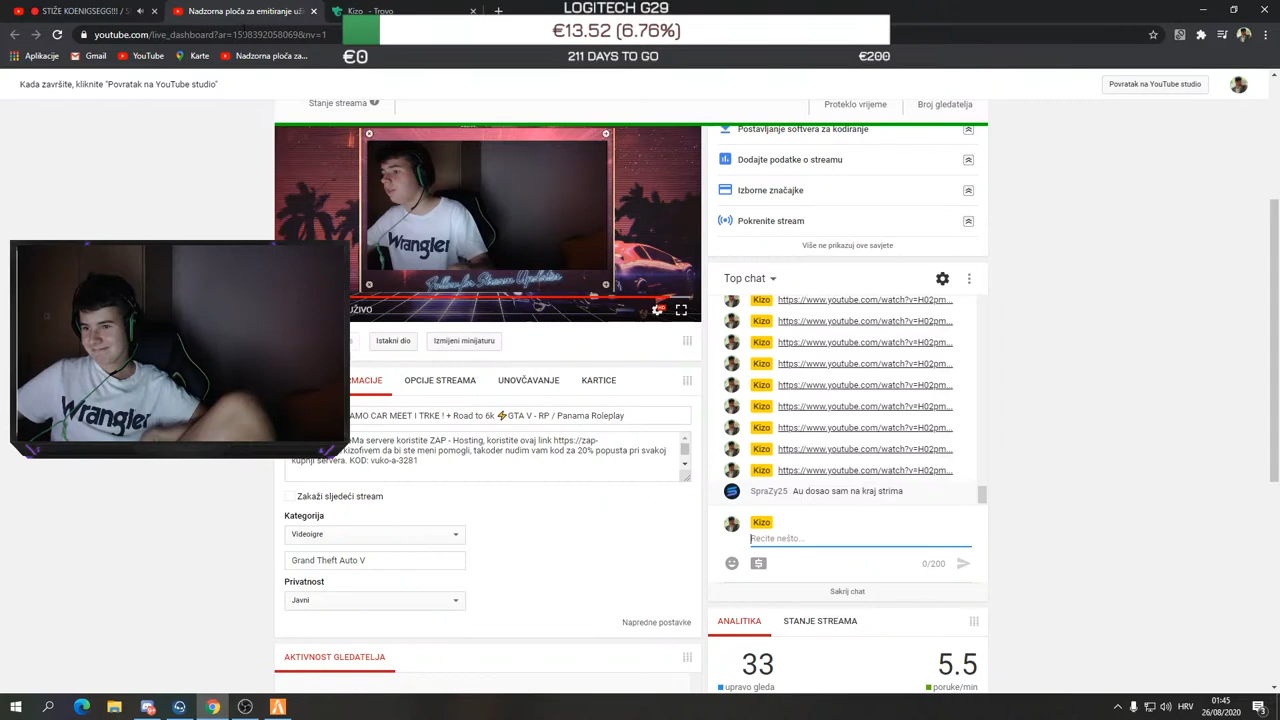 LOGITECH G29
€13.52 (6.76%)
€0
211 DAYS TO GO
€200
youtube.com/live_dashboard?ar=1598392058069&nv=1
Aplikacije
Gmail
YouTube
Karte
Nadzorna ploča za...
Kada završite, kliknite "Povratak na YouTube studio"
Povratak na YouTube studio
Stanje streama
Proteklo vrijeme
Broj gledatelja
Postavljanje softvera za kodiranje
Dodajte podatke o streamu
Izborne značajke
Pokrenite stream
Više ne prikazuj ove savjete
Wrangler
Follow for Stream Updates
UŽIVO
Istakni dio
Izmijeni minijaturu
Wrangler
MACIJE
OPCIJE STREAMA
UNOVČAVANJE
KARTICE
AMO CAR MEET I TRKE ! + Road to 6k ⚡GTA V - RP / Panama Roleplay
Ma servere koristite ZAP - Hosting, koristite ovaj link https://zap-
kizofivem da bi ste meni pomogli, također nudim vam kod za 20% popusta pri svakoj
kupnji servera. KOD: vuko-a-3281
Zakaži sljedeći stream
Kategorija
Videoigre
Grand Theft Auto V
Privatnost
Javni
Napredne postavke
AKTIVNOST GLEDATELJA
Top chat
Kizo https://www.youtube.com/watch?v=H02pm...
Kizo https://www.youtube.com/watch?v=H02pm...
Kizo https://www.youtube.com/watch?v=H02pm...
Kizo https://www.youtube.com/watch?v=H02pm...
Kizo https://www.youtube.com/watch?v=H02pm...
Kizo https://www.youtube.com/watch?v=H02pm...
Kizo https://www.youtube.com/watch?v=H02pm...
Kizo https://www.youtube.com/watch?v=H02pm...
Kizo https://www.youtube.com/watch?v=H02pm...
SpraZy25 Au dosao sam na kraj strima
Kizo
Recite nešto...
0/200
Sakrij chat
ANALITIKA
STANJE STREAMA
33
5.5
upravo gleda
poruke/min
HRV
01:45
26/08/2020